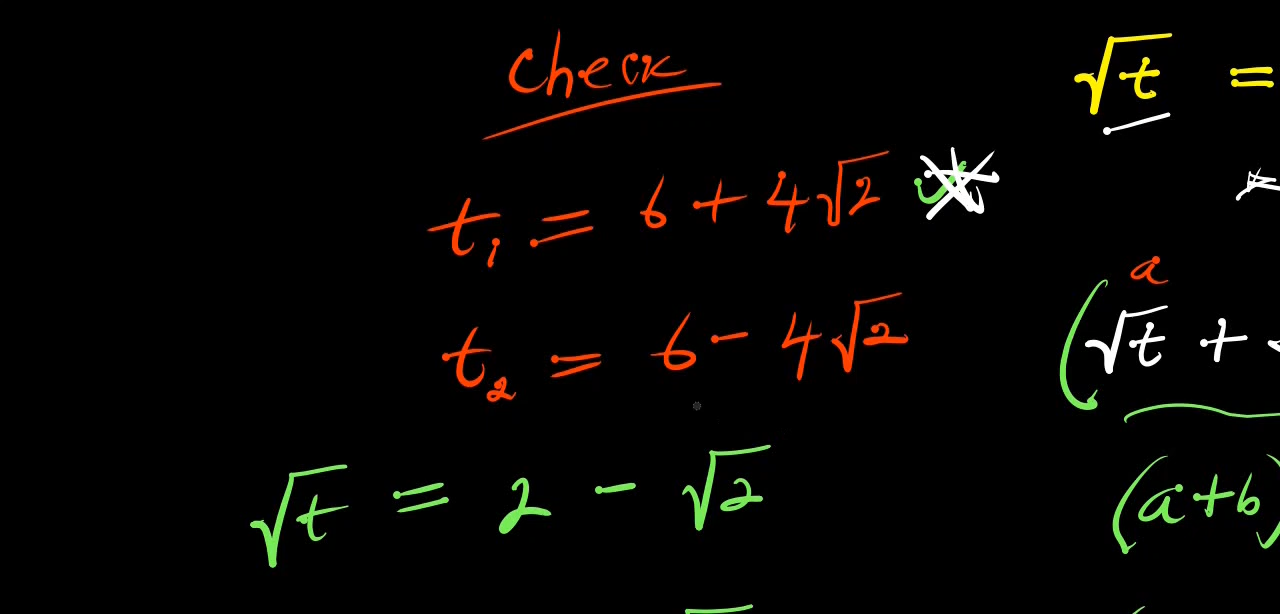 Check
t₁ = 6 + 4√2
t₂ = 6 - 4√2
√t = 2 - √2
√t =
a
√t +
(a+b)